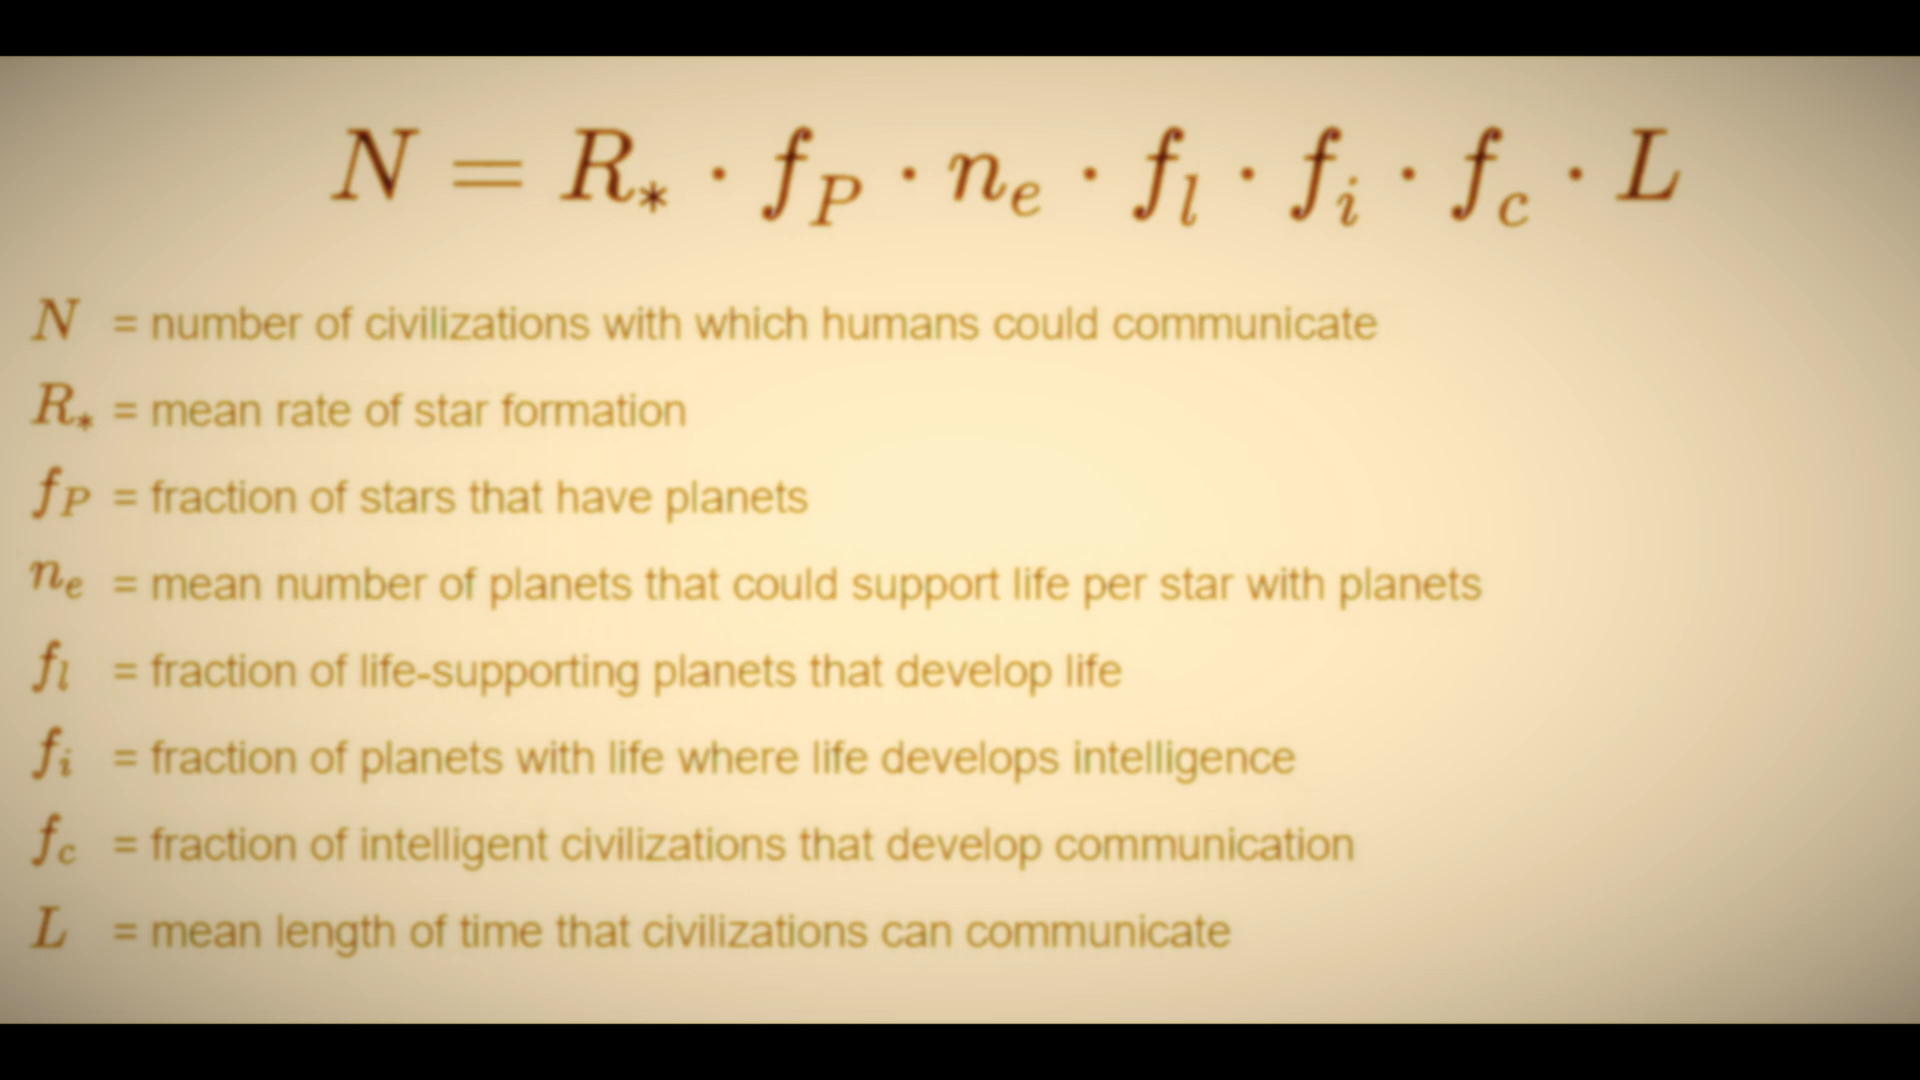 N = R* · fP · ne · fl · fi · fc · L
N = number of civilizations with which humans could communicate
R* = mean rate of star formation
fP = fraction of stars that have planets
ne = mean number of planets that could support life per star with planets
fl = fraction of life-supporting planets that develop life
fi = fraction of planets with life where life develops intelligence
fc = fraction of intelligent civilizations that develop communication
L = mean length of time that civilizations can communicate